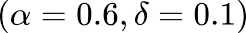 (α = 0.6, δ = 0.1)